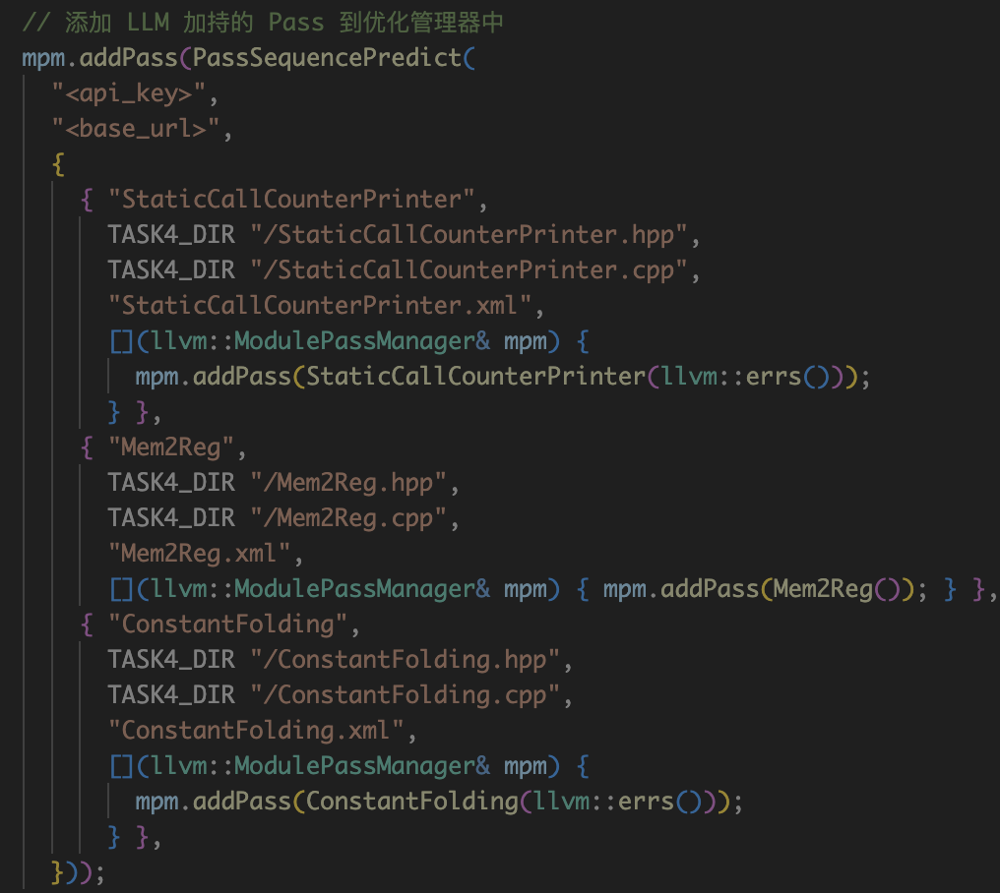 // 添加 LLM 加持的 Pass 到优化管理器中
mpm.addPass(PassSequencePredict(
  "<api_key>",
  "<base_url>",
  {
    { "StaticCallCounterPrinter",
      TASK4_DIR "/StaticCallCounterPrinter.hpp",
      TASK4_DIR "/StaticCallCounterPrinter.cpp",
      "StaticCallCounterPrinter.xml",
      [](llvm::ModulePassManager& mpm) {
        mpm.addPass(StaticCallCounterPrinter(llvm::errs()));
      } },
    { "Mem2Reg",
      TASK4_DIR "/Mem2Reg.hpp",
      TASK4_DIR "/Mem2Reg.cpp",
      "Mem2Reg.xml",
      [](llvm::ModulePassManager& mpm) { mpm.addPass(Mem2Reg()); } },
    { "ConstantFolding",
      TASK4_DIR "/ConstantFolding.hpp",
      TASK4_DIR "/ConstantFolding.cpp",
      "ConstantFolding.xml",
      [](llvm::ModulePassManager& mpm) {
        mpm.addPass(ConstantFolding(llvm::errs()));
      } },
  }));